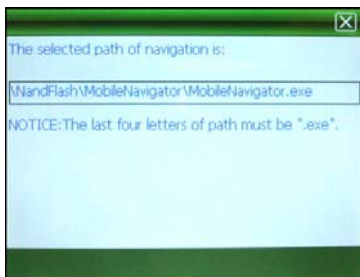 The selected path of navigation is:
\NandFlash\MobileNavigator\MobileNavigator.exe
NOTICE:The last four letters of path must be ".exe".